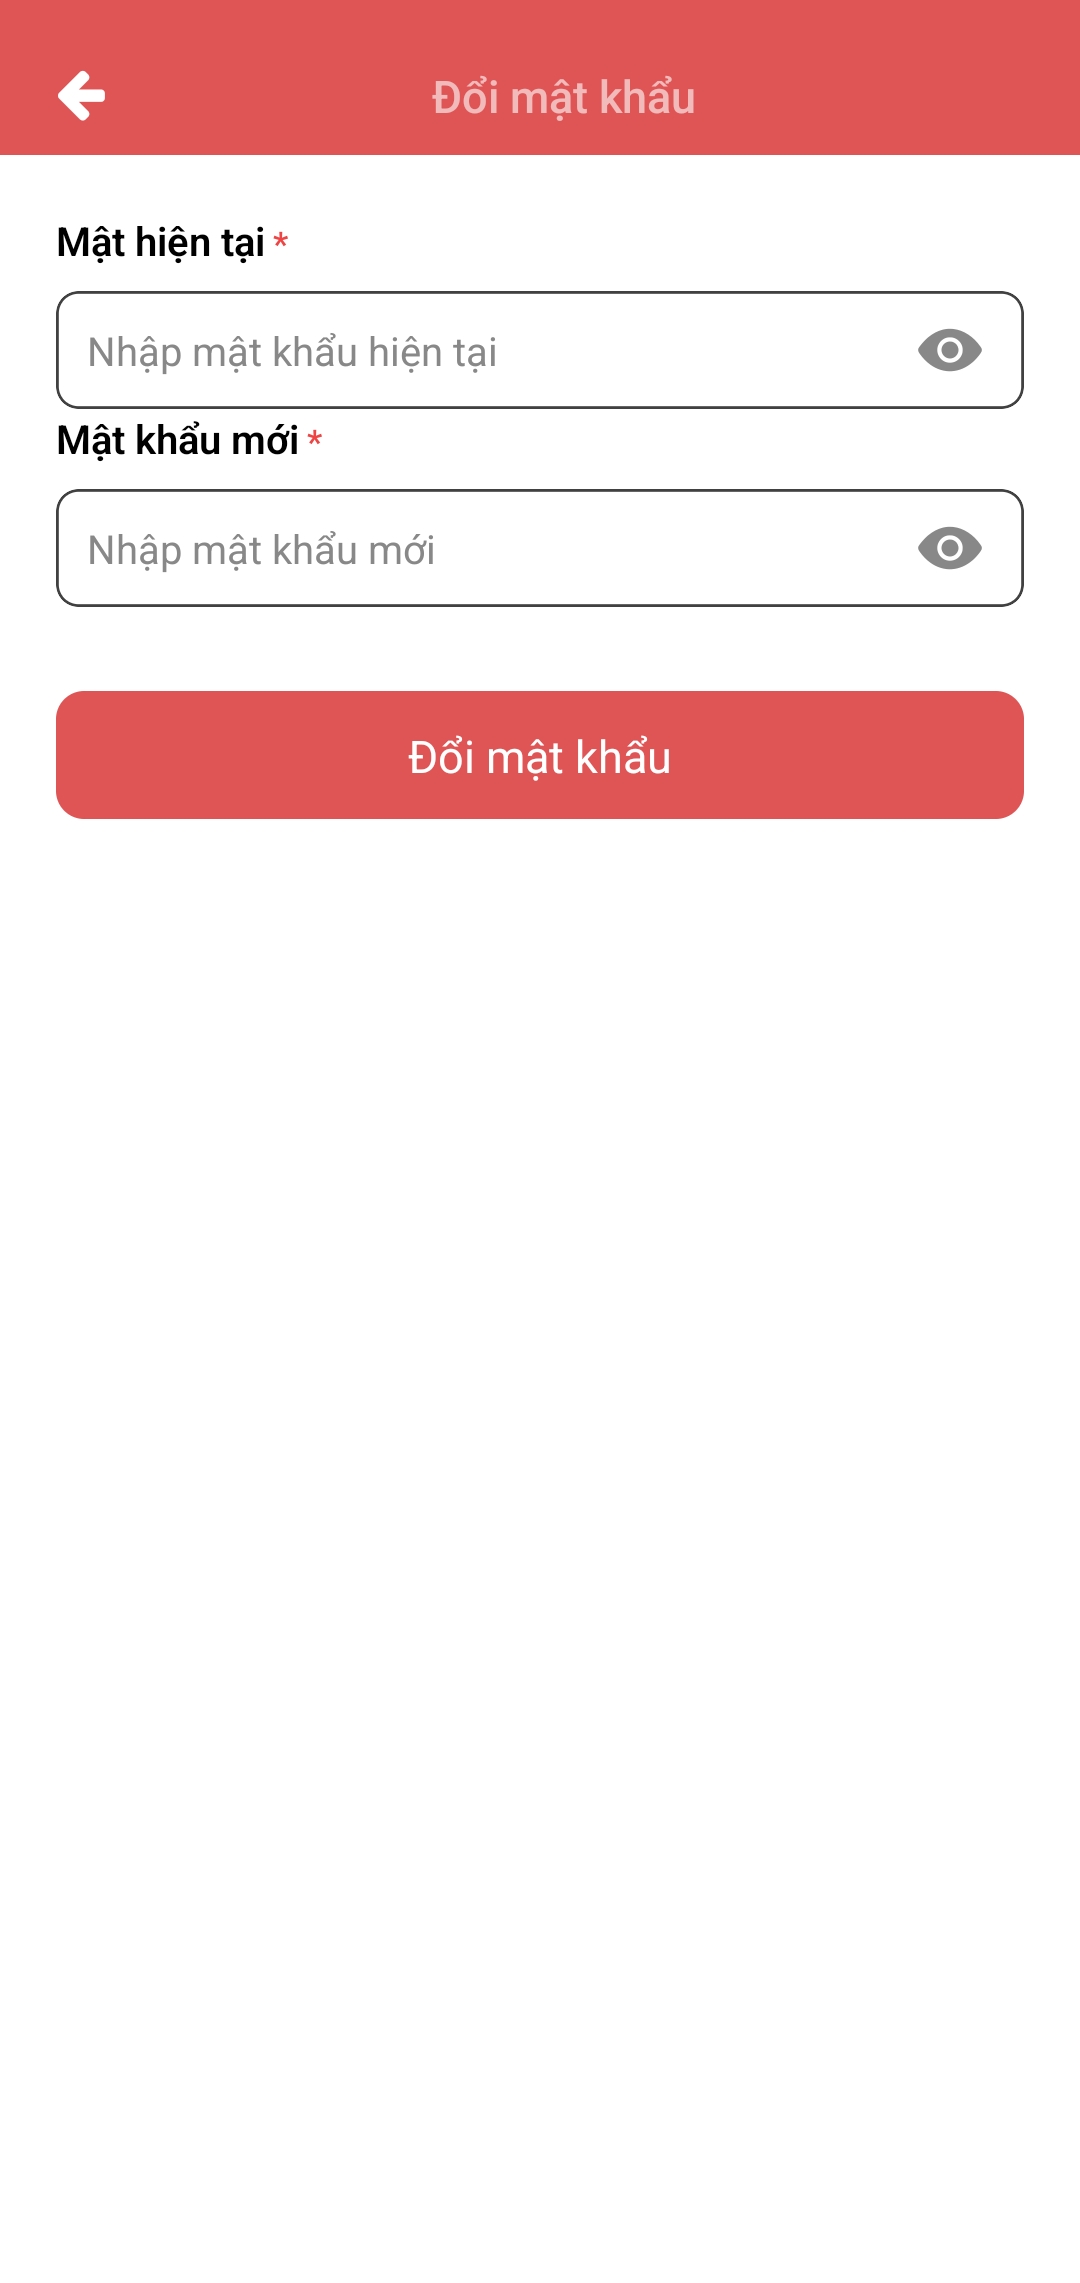 Đổi mật khẩu
Mật hiện tại *
Nhập mật khẩu hiện tại
Mật khẩu mới *
Nhập mật khẩu mới
Đổi mật khẩu